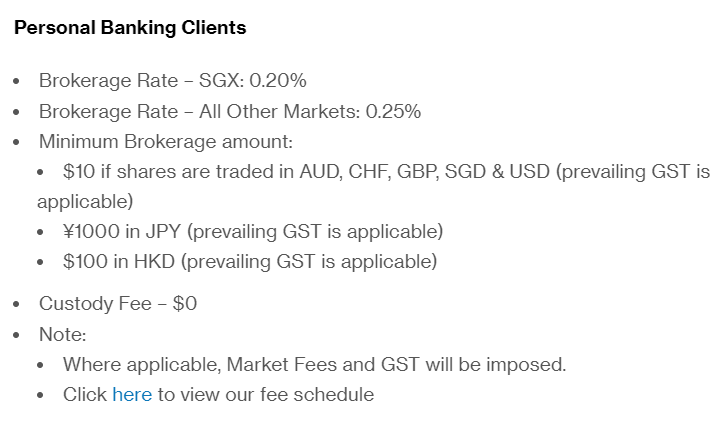 Personal Banking Clients
• Brokerage Rate – SGX: 0.20%
• Brokerage Rate – All Other Markets: 0.25%
• Minimum Brokerage amount:
• $10 if shares are traded in AUD, CHF, GBP, SGD & USD (prevailing GST is
applicable)
• ¥1000 in JPY (prevailing GST is applicable)
• $100 in HKD (prevailing GST is applicable)
• Custody Fee – $0
• Note:
• Where applicable, Market Fees and GST will be imposed.
• Click here to view our fee schedule